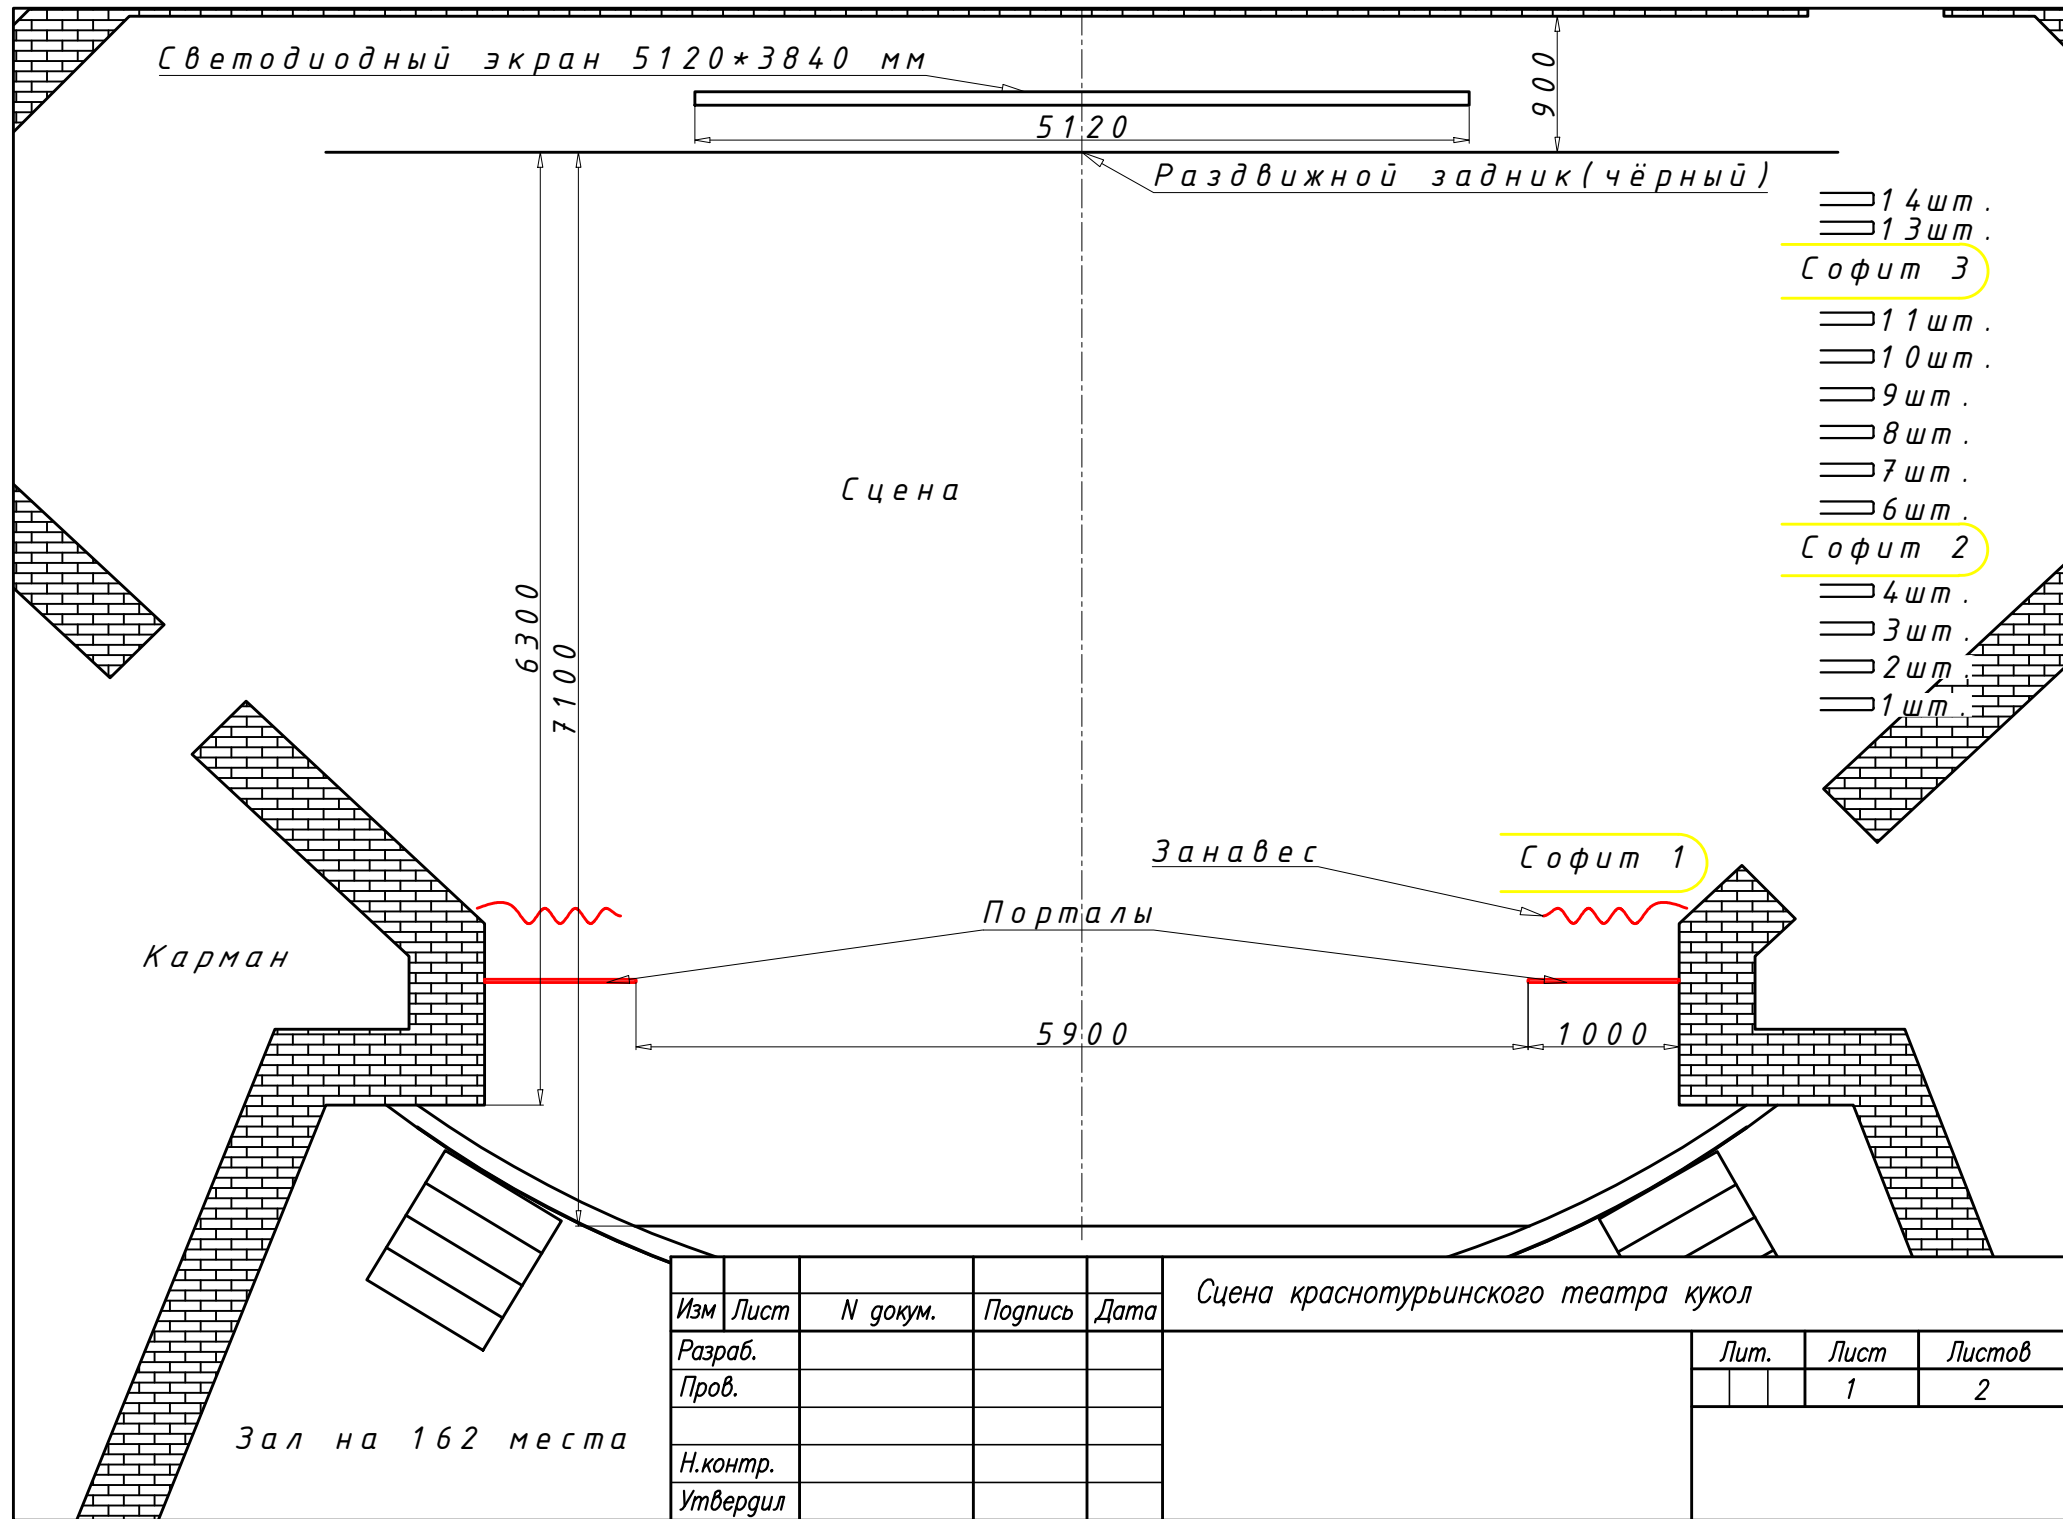 Светодиодный экран 5120*3840 мм
900
5120
Раздвижной задник(чёрный)
14шт.
13шт.
Софит 3
11шт.
10шт.
9шт.
8шт.
7шт.
6шт.
Сцена
Софит 2
4шт.
3шт.
2шт.
1шт.
6300
7100
Занавес
Софит 1
Порталы
Карман
5900
1000
Сцена краснотурьинского театра кукол
Изм Лист N докум. Подпись Дата
Разраб.
Лит. Лист Листов
Пров.
1 2
Зал на 162 места
Н.контр.
Утвердил